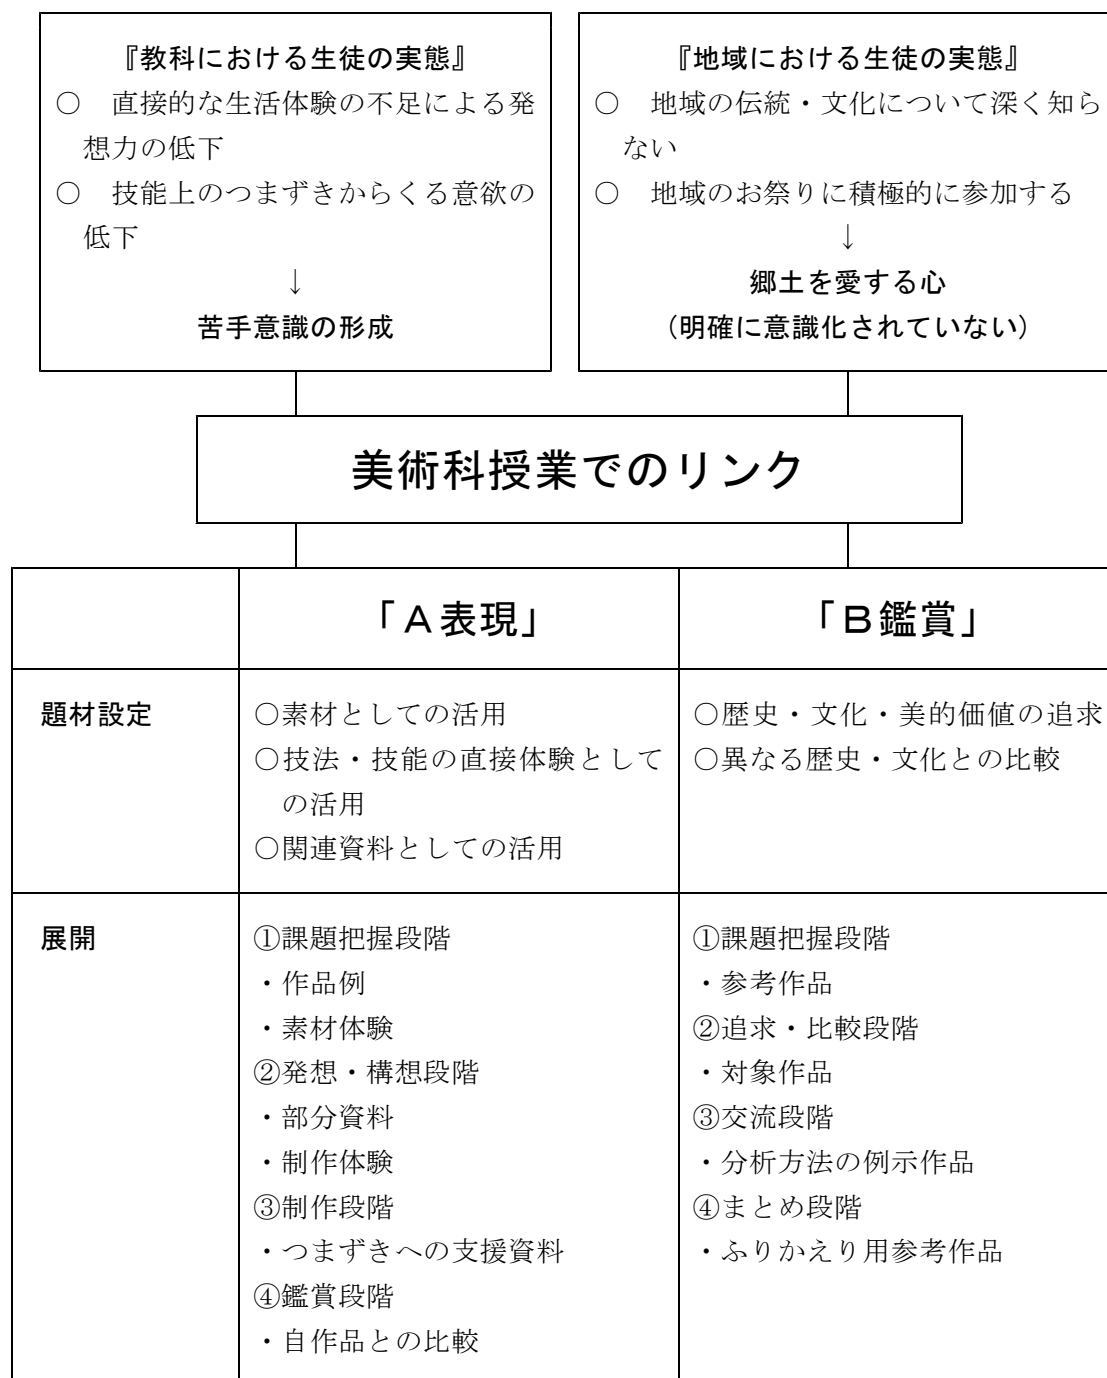 『教科における生徒の実態』
○　直接的な生活体験の不足による発
想力の低下
○　技能上のつまずきからくる意欲の
低下
↓
苦手意識の形成
『地域における生徒の実態』
○　地域の伝統・文化について深く知ら
ない
○　地域のお祭りに積極的に参加する
↓
郷土を愛する心
（明確に意識化されていない）
美術科授業でのリンク
「Ａ表現」
「Ｂ鑑賞」
題材設定
○素材としての活用
○技法・技能の直接体験として
の活用
○関連資料としての活用
○歴史・文化・美的価値の追求
○異なる歴史・文化との比較
展開
①課題把握段階
・作品例
・素材体験
②発想・構想段階
・部分資料
・制作体験
③制作段階
・つまずきへの支援資料
④鑑賞段階
・自作品との比較
①課題把握段階
・参考作品
②追求・比較段階
・対象作品
③交流段階
・分析方法の例示作品
④まとめ段階
・ふりかえり用参考作品